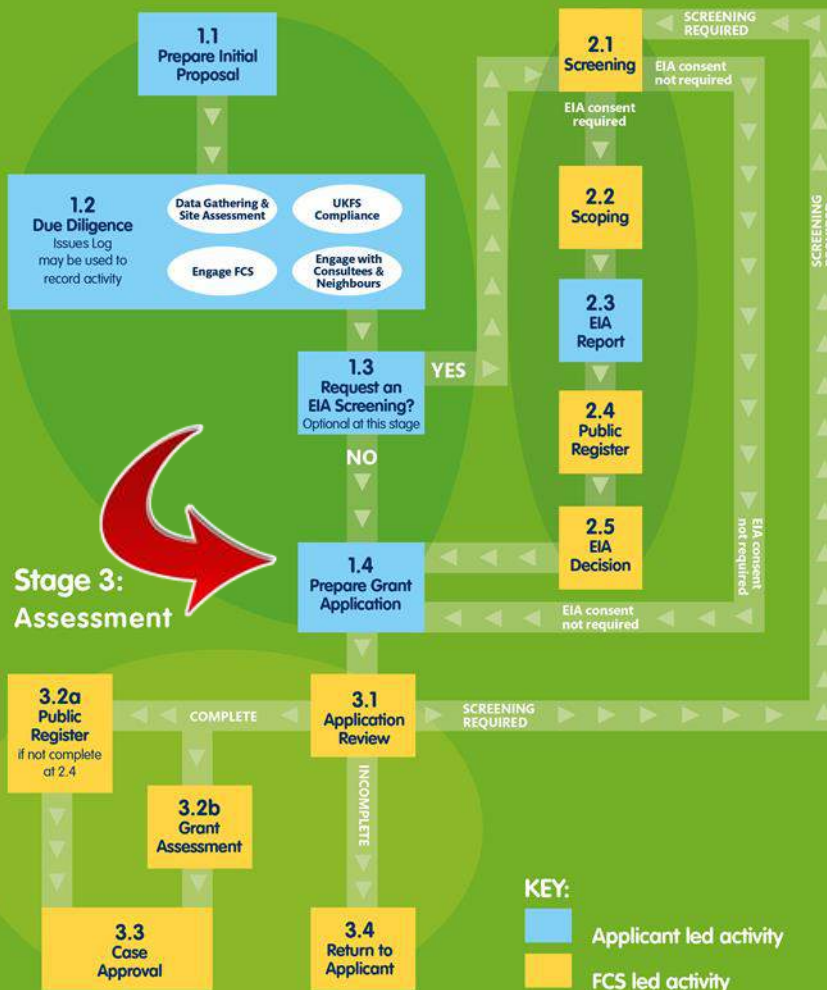 1.1
Prepare Initial
Proposal
1.2
Due Diligence
Issues Log
may be used to
record activity
Data Gathering &
Site Assessment
UKFS
Compliance
Engage FCS
Engage with
Consultees &
Neighbours
1.3
Request an
EIA Screening?
Optional at this stage
YES
NO
1.4
Prepare Grant
Application
2.1
Screening
SCREENING
REQUIRED
EIA consent
not required
EIA consent
required
2.2
Scoping
2.3
EIA
Report
2.4
Public
Register
2.5
EIA
Decision
EIA consent
not required
EIA consent
not required
SCREENING
Stage 3:
Assessment
3.1
Application
Review
COMPLETE
SCREENING
REQUIRED
INCOMPLETE
3.2a
Public
Register
if not complete
at 2.4
3.2b
Grant
Assessment
3.3
Case
Approval
3.4
Return to
Applicant
KEY:
Applicant led activity
FCS led activity